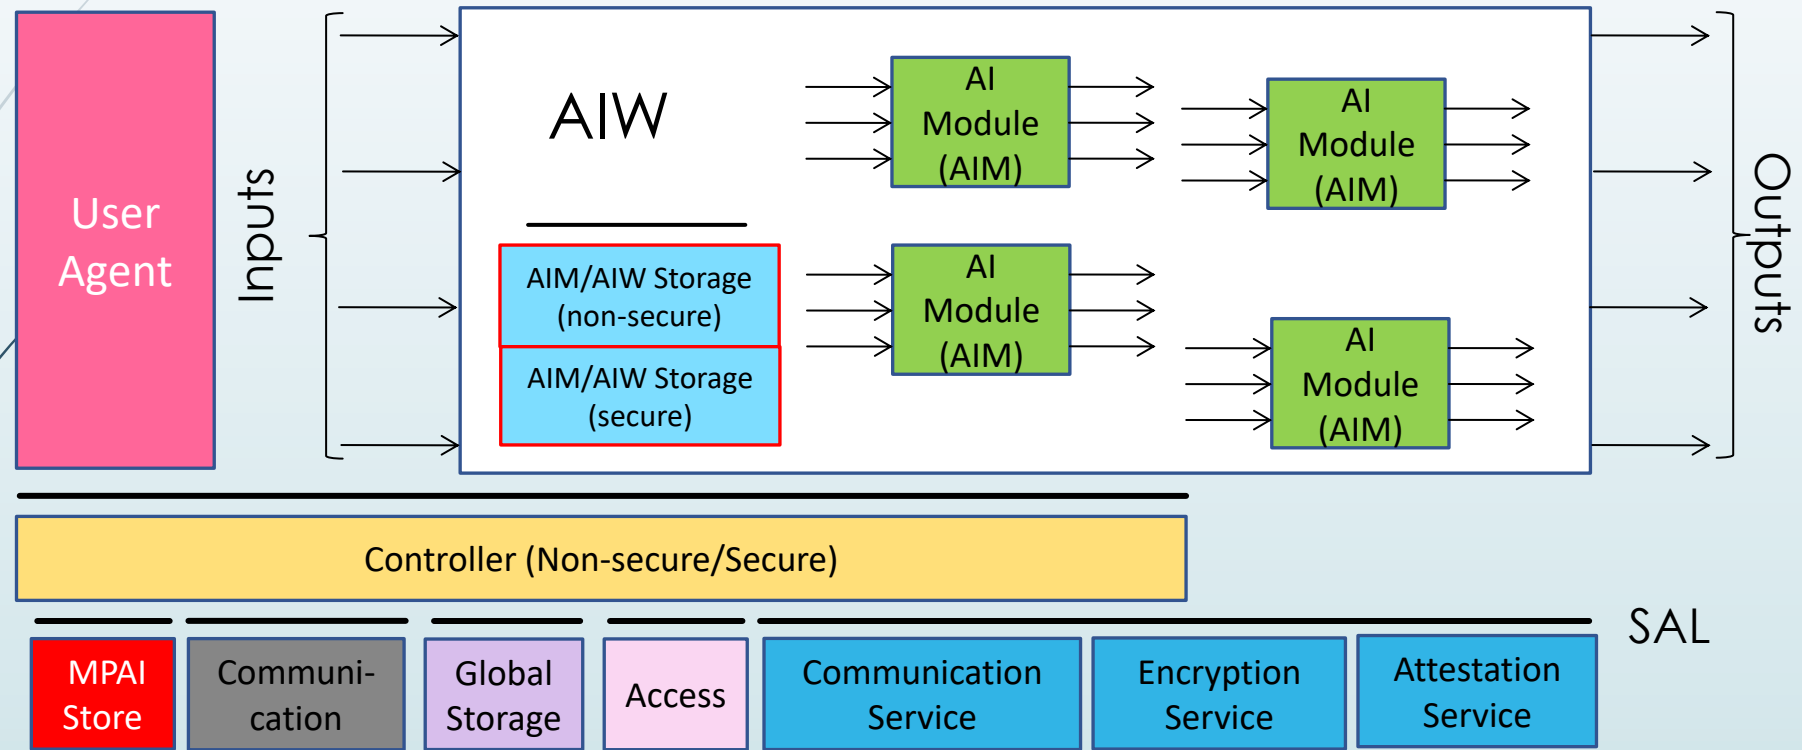 User
Agent
Inputs
AIW
AI
Module
(AIM)
AI
Module
(AIM)
AIM/AIW Storage
(non-secure)
AIM/AIW Storage
(secure)
AI
Module
(AIM)
AI
Module
(AIM)
Outputs
Controller (Non-secure/Secure)
SAL
MPAI
Store
Communi-
cation
Global
Storage
Access
Communication
Service
Encryption
Service
Attestation
Service